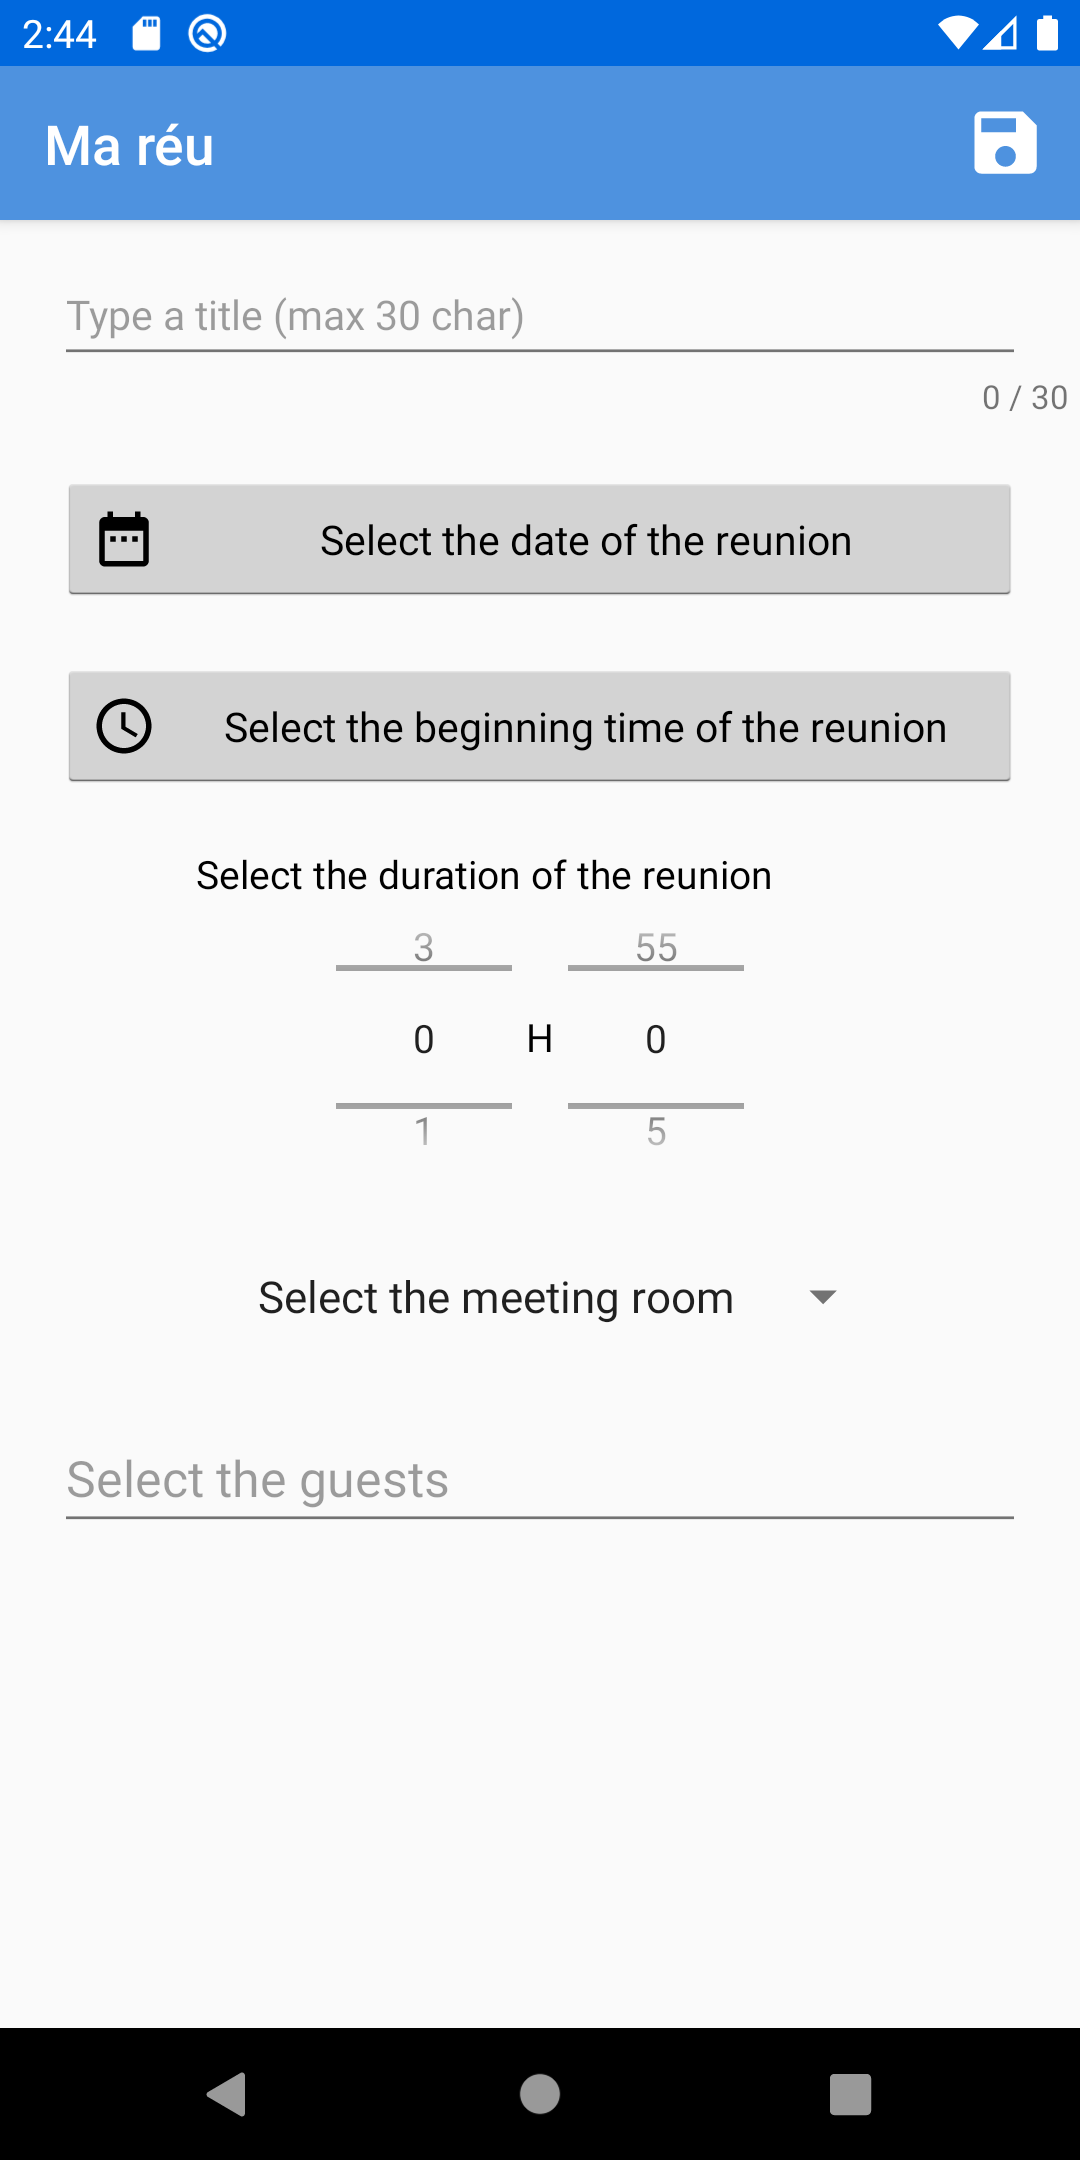 2:44
Ma réu
Type a title (max 30 char)
0 / 30
Select the date of the reunion
Select the beginning time of the reunion
Select the duration of the reunion
3 55
0 H 0
1 5
Select the meeting room
Select the guests